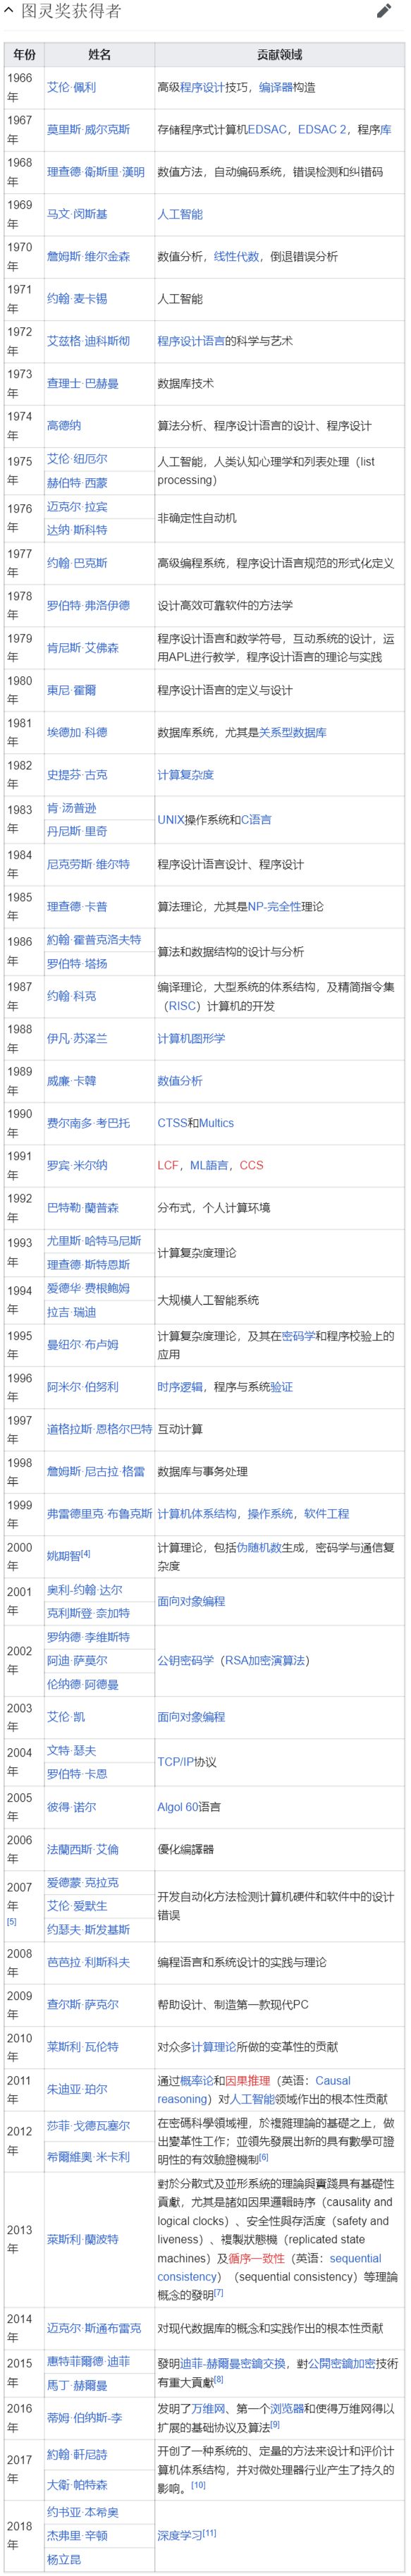 图灵奖获得者
年份 姓名 贡献领域
1966年 艾伦·佩利 高级程序设计技巧，编译器构造
1967年 莫里斯·威尔克斯 存储程序式计算机EDSAC，EDSAC 2，程序库
1968年 理查德·衛斯里·漢明 数值方法，自动编码系统，错误检测和纠错码
1969年 马文·闵斯基 人工智能
1970年 詹姆斯·维尔金森 数值分析，线性代数，倒退错误分析
1971年 约翰·麦卡锡 人工智能
1972年 艾兹格·迪科斯彻 程序设计语言的科学与艺术
1973年 查理士·巴赫曼 数据库技术
1974年 高德纳 算法分析、程序设计语言的设计、程序设计
1975年 艾伦·纽厄尔 人工智能，人类认知心理学和列表处理（list
赫伯特·西蒙 processing）
1976年 迈克尔·拉宾 非确定性自动机
达纳·斯科特
1977年 约翰·巴克斯 高级编程系统，程序设计语言规范的形式化定义
1978年 罗伯特·弗洛伊德 设计高效可靠软件的方法学
1979年 肯尼斯·艾佛森 程序设计语言和数学符号，互动系统的设计，运
用APL进行教学，程序设计语言的理论与实践
1980年 東尼·霍爾 程序设计语言的定义与设计
1981年 埃德加·科德 数据库系统，尤其是关系型数据库
1982年 史提芬·古克 计算复杂度
1983年 肯·汤普逊 UNIX操作系统和C语言
丹尼斯·里奇
1984年 尼克劳斯·维尔特 程序设计语言设计、程序设计
1985年 理查德·卡普 算法理论，尤其是NP-完全性理论
1986年 約翰·霍普克洛夫特 算法和数据结构的设计与分析
罗伯特·塔扬
1987年 约翰·科克 编译理论，大型系统的体系结构，及精简指令集
（RISC）计算机的开发
1988年 伊凡·苏泽兰 计算机图形学
1989年 威廉·卡韓 数值分析
1990年 费尔南多·考巴托 CTSS和Multics
1991年 罗宾·米尔纳 LCF，ML語言，CCS
1992年 巴特勒·蘭普森 分布式，个人计算环境
1993年 尤里斯·哈特马尼斯 计算复杂度理论
理查德·斯特恩斯
1994年 爱德华·费根鲍姆 大规模人工智能系统
拉吉·瑞迪
1995年 曼纽尔·布卢姆 计算复杂度理论，及其在密码学和程序校验上的
应用
1996年 阿米尔·伯努利 时序逻辑，程序与系统验证
1997年 道格拉斯·恩格尔巴特 互动计算
1998年 詹姆斯·尼古拉·格雷 数据库与事务处理
1999年 弗雷德里克·布鲁克斯 计算机体系结构，操作系统，软件工程
2000年 姚期智[4] 计算理论，包括伪随机数生成，密码学与通信复
杂度
2001年 奥利-约翰·达尔 面向对象编程
克利斯登·奈加特
2002年 罗纳德·李维斯特 公钥密码学（RSA加密演算法）
阿迪·萨莫尔
伦纳德·阿德曼
2003年 艾伦·凯 面向对象编程
2004年 文特·瑟夫 TCP/IP协议
罗伯特·卡恩
2005年 彼得·诺尔 Algol 60语言
2006年 法蘭西斯·艾倫 優化編譯器
2007年[5] 爱德蒙·克拉克 开发自动化方法检测计算机硬件和软件中的设计
艾伦·爱默生 错误
约瑟夫·斯发基斯
2008年 芭芭拉·利斯科夫 编程语言和系统设计的实践与理论
2009年 查尔斯·萨克尔 帮助设计、制造第一款现代PC
2010年 莱斯利·瓦伦特 对众多计算理论所做的变革性的贡献
2011年 朱迪亚·珀尔 通过概率论和因果推理（英语：Causal
reasoning）对人工智能领域作出的根本性贡献
2012年 莎菲·戈德瓦塞尔 在密碼科學領域裡，於複雜理論的基礎之上，做
出變革性工作；並領先發展出新的具有數學可證
希爾維奧·米卡利 明性的有效驗證機制[6]
2013年 萊斯利·蘭波特 對於分散式及並形系統的理論與實踐具有基礎性
貢獻，尤其是諸如因果邏輯時序（causality and
logical clocks）、安全性與存活度（safety and
liveness）、複製狀態機（replicated state
machines）及循序一致性（英语：sequential
consistency）（sequential consistency）等理論
概念的發明[7]
2014年 迈克尔·斯通布雷克 对现代数据库的概念和实践作出的根本性贡献
2015年 惠特菲爾德·迪菲 發明迪菲-赫爾曼密鑰交換，對公開密鑰加密技術
馬丁·赫爾曼 有重大貢獻[8]
2016年 蒂姆·伯纳斯-李 发明了万维网、第一个浏览器和使得万维网得以
扩展的基础协议及算法[9]
2017年 約翰·軒尼詩 开创了一种系统的、定量的方法来设计和评价计
算机体系结构，并对微处理器行业产生了持久的
大衛·帕特森 影响。[10]
2018年 约书亚·本希奥 深度学习[11]
杰弗里·辛顿
杨立昆